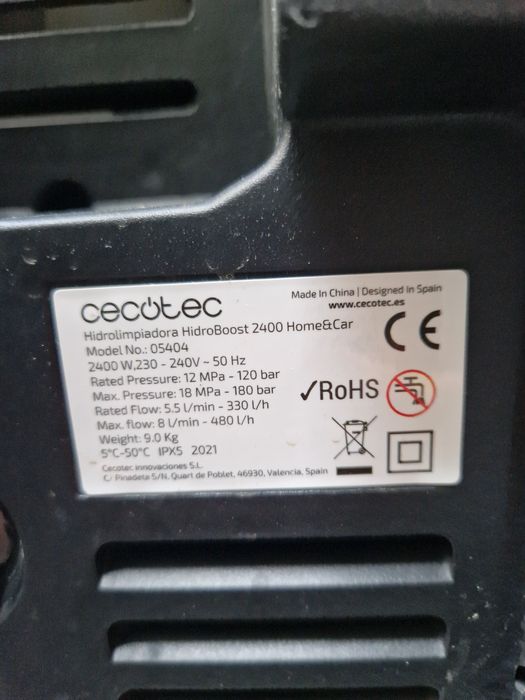 cecotec
Made In China | Designed in Spain
www.cecotec.es
Hidrolimpiadora HidroBoost 2400 Home&Car
Model No.: 05404
2400 W,230 - 240V ~ 50 Hz
Rated Pressure: 12 MPa - 120 bar
Max. Pressure: 18 MPa - 180 bar
Rated Flow: 5.5 l/min - 330 l/h
Max. flow: 8 l/min - 480 l/h
Weight: 9.0 Kg
5°C-50°C IPX5 2021
Cecotec innovaciones S.L.
C/ Pinadeta S/N, Quart de Poblet, 46930, Valencia, Spain
CE
✓RoHS